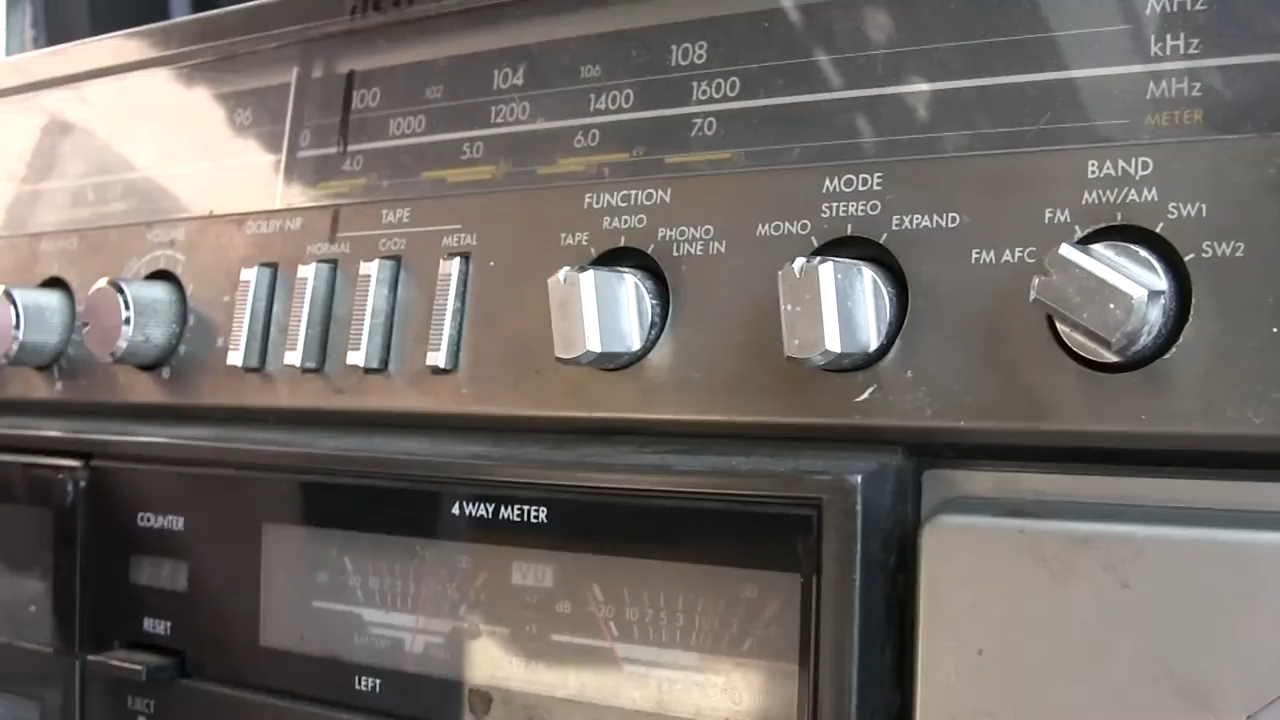 MHz
108
kHz
104
106
96
100
102
1600
MHz
1400
1200
1000
0
METER
7.0
6.0
5.0
4.0
BAND
MODE
FUNCTION
MW/AM
STEREO
RADIO
TAPE
FM
SW1
MONO
EXPAND
DOLBY NR
PHONO
LINE IN
TAPE
NORMAL
CrO2
METAL
FM AFC
SW2
VOLUME
4 WAY METER
COUNTER
VU
dB
20 10 7 5 3
RESET
LEFT
EJECT